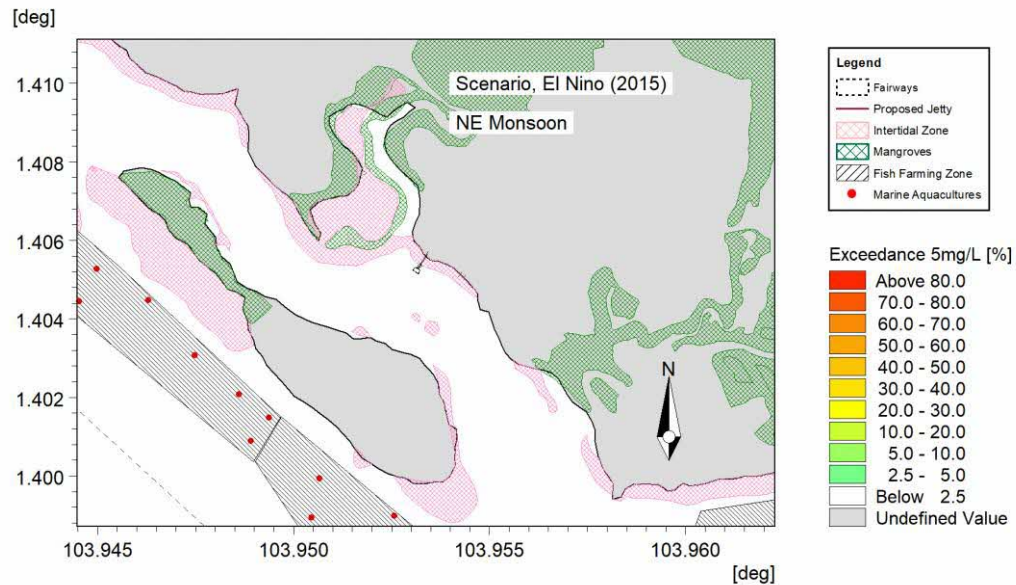 [deg]
1.410
1.408
1.406
1.404
1.402
1.400
103.945
103.950
103.955
103.960
[deg]
Scenario, El Nino (2015)
NE Monsoon
N
Legend
Fairways
Proposed Jetty
Intertidal Zone
Mangroves
Fish Farming Zone
Marine Aquacultures
Exceedance 5mg/L [%]
Above 80.0
70.0 - 80.0
60.0 - 70.0
50.0 - 60.0
40.0 - 50.0
30.0 - 40.0
20.0 - 30.0
10.0 - 20.0
5.0 - 10.0
2.5 - 5.0
Below 2.5
Undefined Value